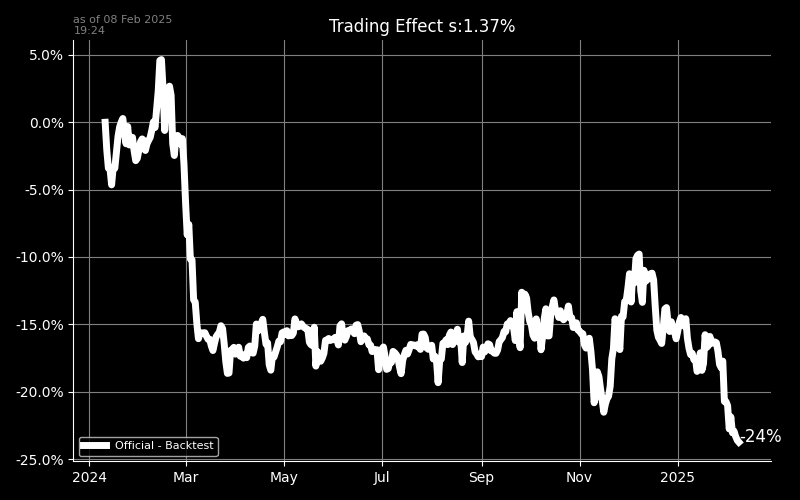 as of 08 Feb 2025
19:24
Trading Effect s:1.37%
5.0%
0.0%
-5.0%
-10.0%
-15.0%
-20.0%
-25.0%
-24%
Official - Backtest
2024
Mar
May
Jul
Sep
Nov
2025